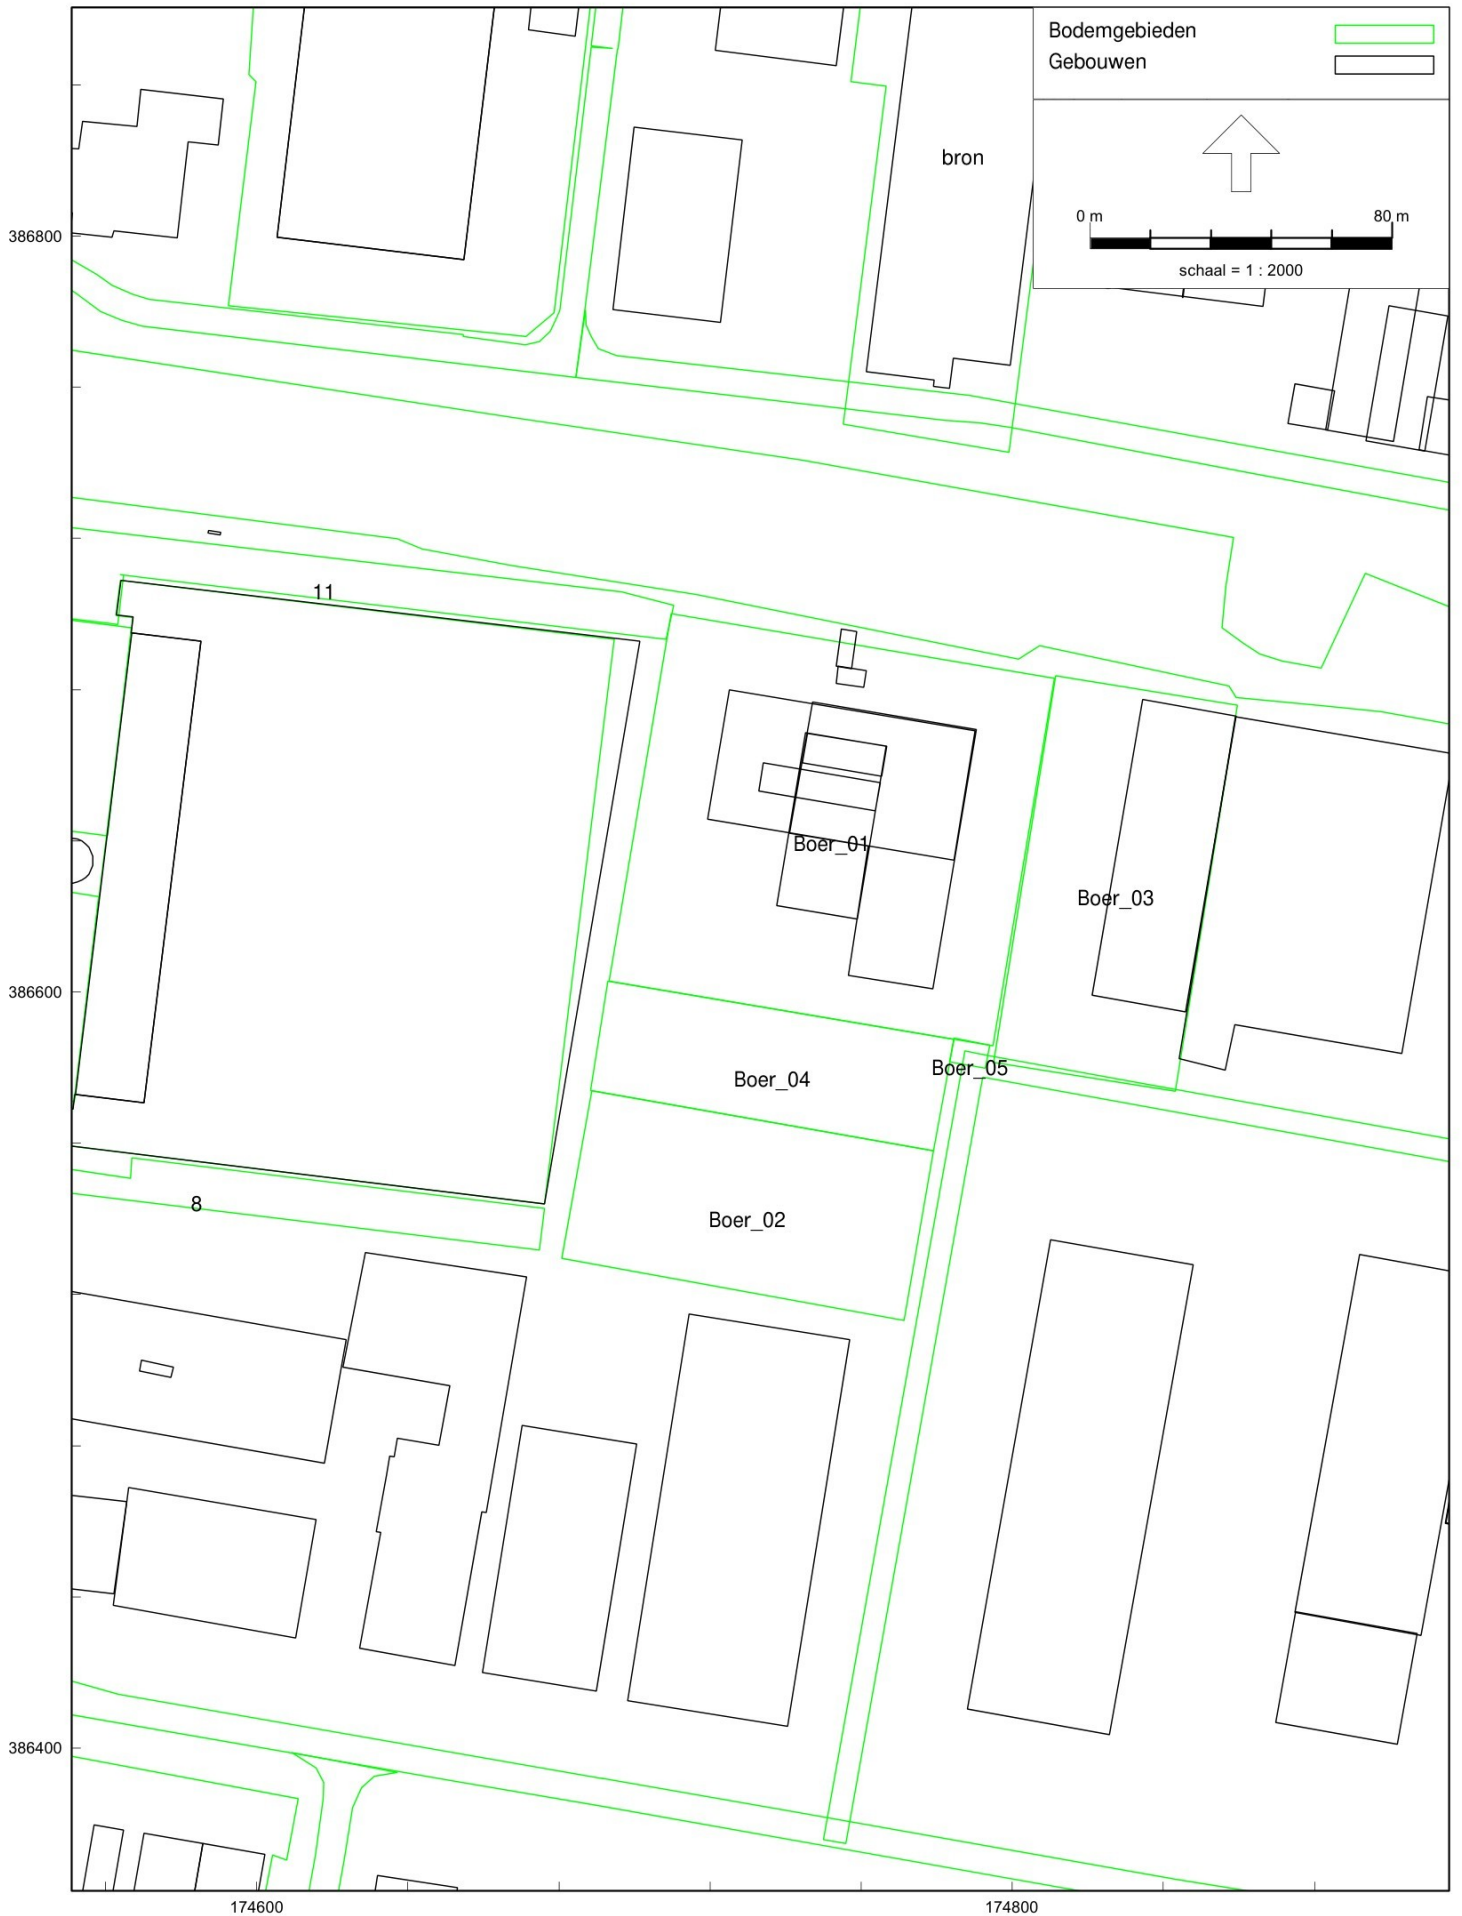 Bodemgebieden
Gebouwen
bron
0 m 80 m
schaal = 1 : 2000
386800
11
Boer_01
Boer_03
386600
Boer_05
Boer_04
8
Boer_02
386400
174600 174800